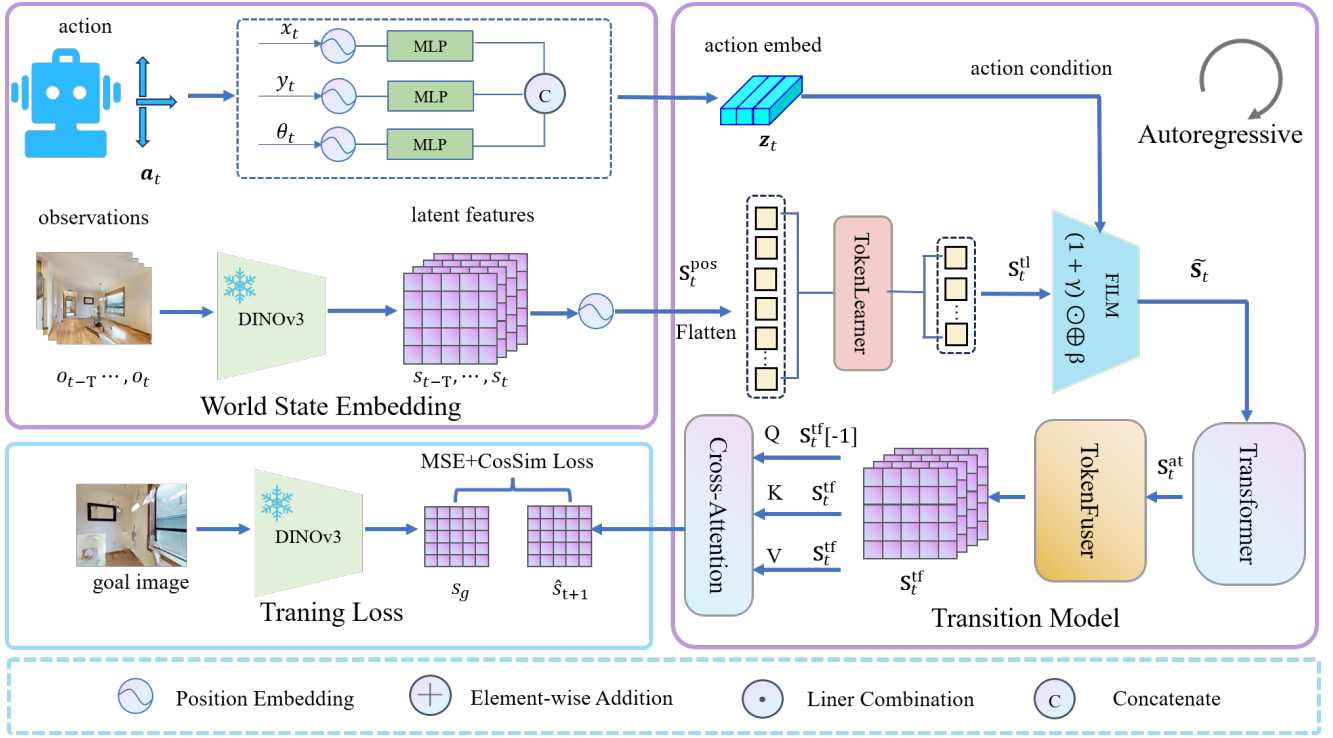 action
a_t
x_t
MLP
y_t
MLP
θ_t
MLP
C
observations
o_{t−T} ⋯ , o_t
DINOv3
latent features
s_{t−T}, ⋯ , s_t
World State Embedding
action embed
z_t
action condition
Autoregressive
S_t^{pos}
Flatten
TokenLearner
S_t^{tl}
FILM
(1 + γ) ⊙⊕ β
s̃_t
Transformer
S_t^{at}
TokenFuser
S_t^{tf}
Q S_t^{tf}[-1]
K S_t^{tf}
V S_t^{tf}
Cross-Attention
Transition Model
goal image
DINOv3
MSE+CosSim Loss
s_g
ŝ_{t+1}
Traning Loss
Position Embedding
Element-wise Addition
Liner Combination
C
Concatenate